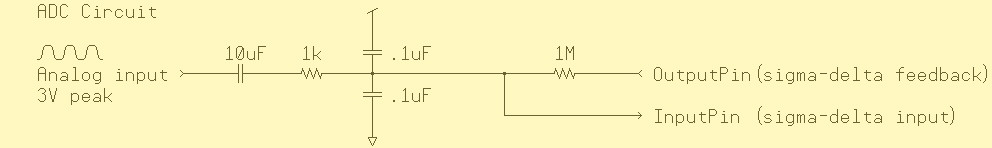 ADC Circuit
10uF 1k .1uF 1M
Analog input OutputPin (sigma-delta feedback)
3V peak .1uF
InputPin (sigma-delta input)